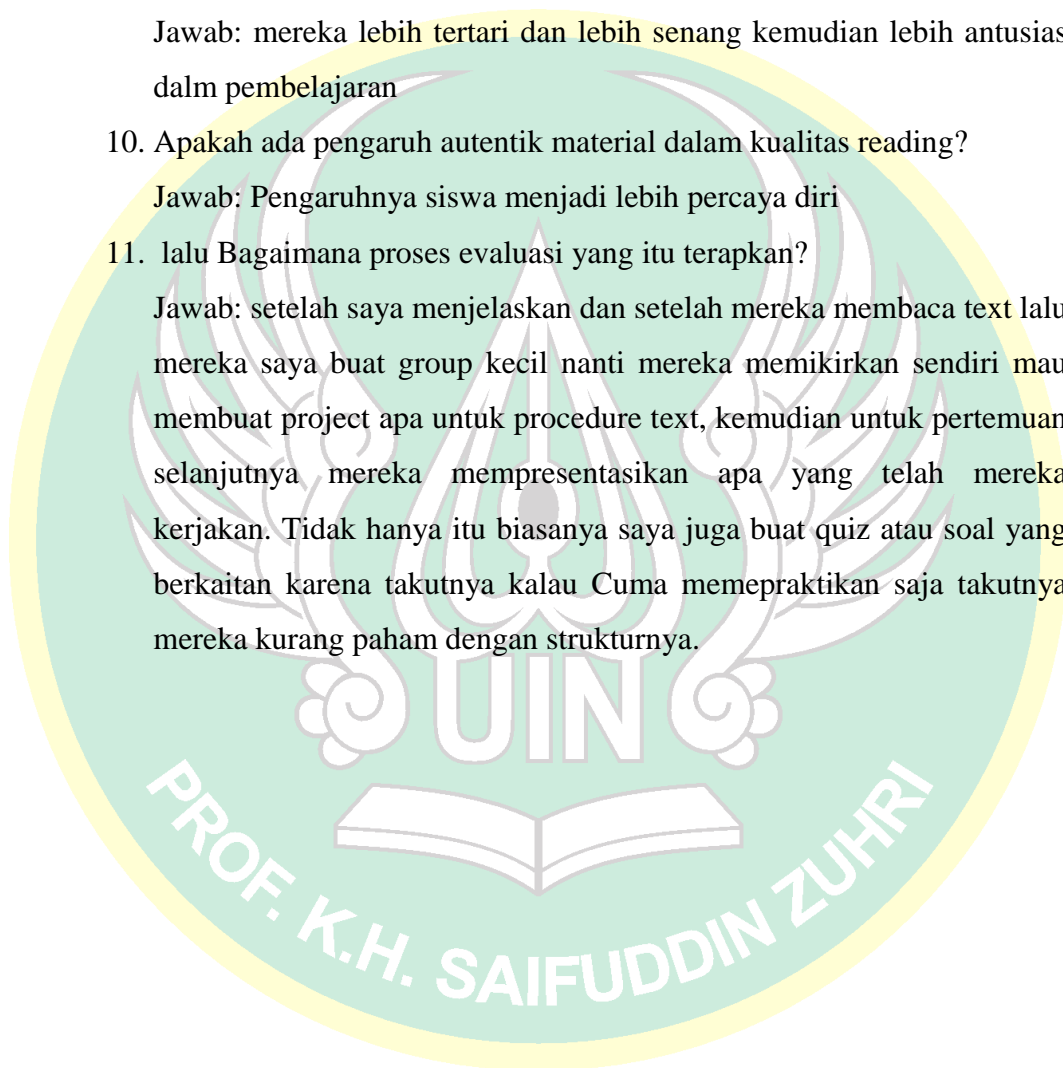 Jawab: mereka lebih tertari dan lebih senang kemudian lebih antusias
dalm pembelajaran
10. Apakah ada pengaruh autentik material dalam kualitas reading?
Jawab: Pengaruhnya siswa menjadi lebih percaya diri
11. lalu Bagaimana proses evaluasi yang itu terapkan?
Jawab: setelah saya menjelaskan dan setelah mereka membaca text lalu
mereka saya buat group kecil nanti mereka memikirkan sendiri mau
membuat project apa untuk procedure text, kemudian untuk pertemuan
selanjutnya mereka mempresentasikan apa yang telah mereka
kerjakan. Tidak hanya itu biasanya saya juga buat quiz atau soal yang
berkaitan karena takutnya kalau Cuma memepraktikan saja takutnya
mereka kurang paham dengan strukturnya.
UIN
PROF. K.H. SAIFUDDIN ZUHRI